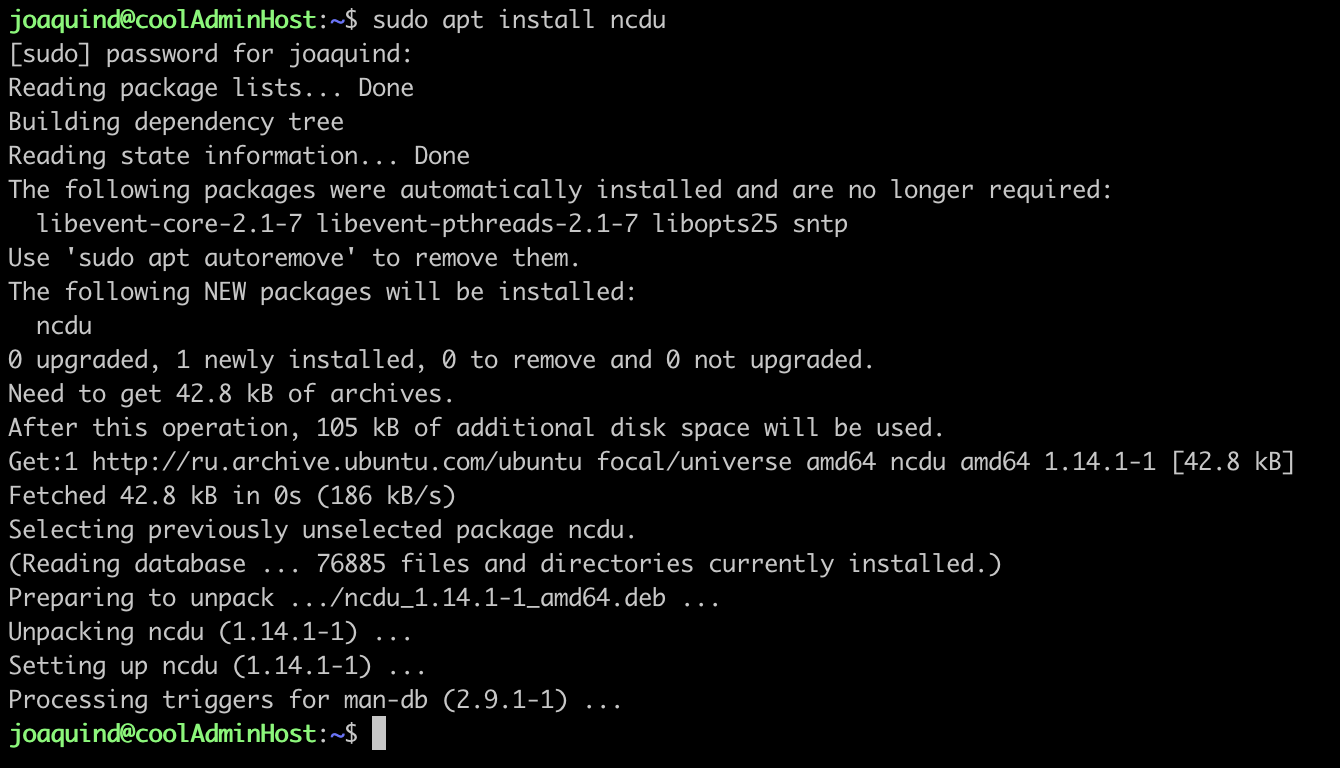 joaquind@coolAdminHost:~$ sudo apt install ncdu
[sudo] password for joaquind:
Reading package lists... Done
Building dependency tree
Reading state information... Done
The following packages were automatically installed and are no longer required:
  libevent-core-2.1-7 libevent-pthreads-2.1-7 libopts25 sntp
Use 'sudo apt autoremove' to remove them.
The following NEW packages will be installed:
  ncdu
0 upgraded, 1 newly installed, 0 to remove and 0 not upgraded.
Need to get 42.8 kB of archives.
After this operation, 105 kB of additional disk space will be used.
Get:1 http://ru.archive.ubuntu.com/ubuntu focal/universe amd64 ncdu amd64 1.14.1-1 [42.8 kB]
Fetched 42.8 kB in 0s (186 kB/s)
Selecting previously unselected package ncdu.
(Reading database ... 76885 files and directories currently installed.)
Preparing to unpack .../ncdu_1.14.1-1_amd64.deb ...
Unpacking ncdu (1.14.1-1) ...
Setting up ncdu (1.14.1-1) ...
Processing triggers for man-db (2.9.1-1) ...
joaquind@coolAdminHost:~$